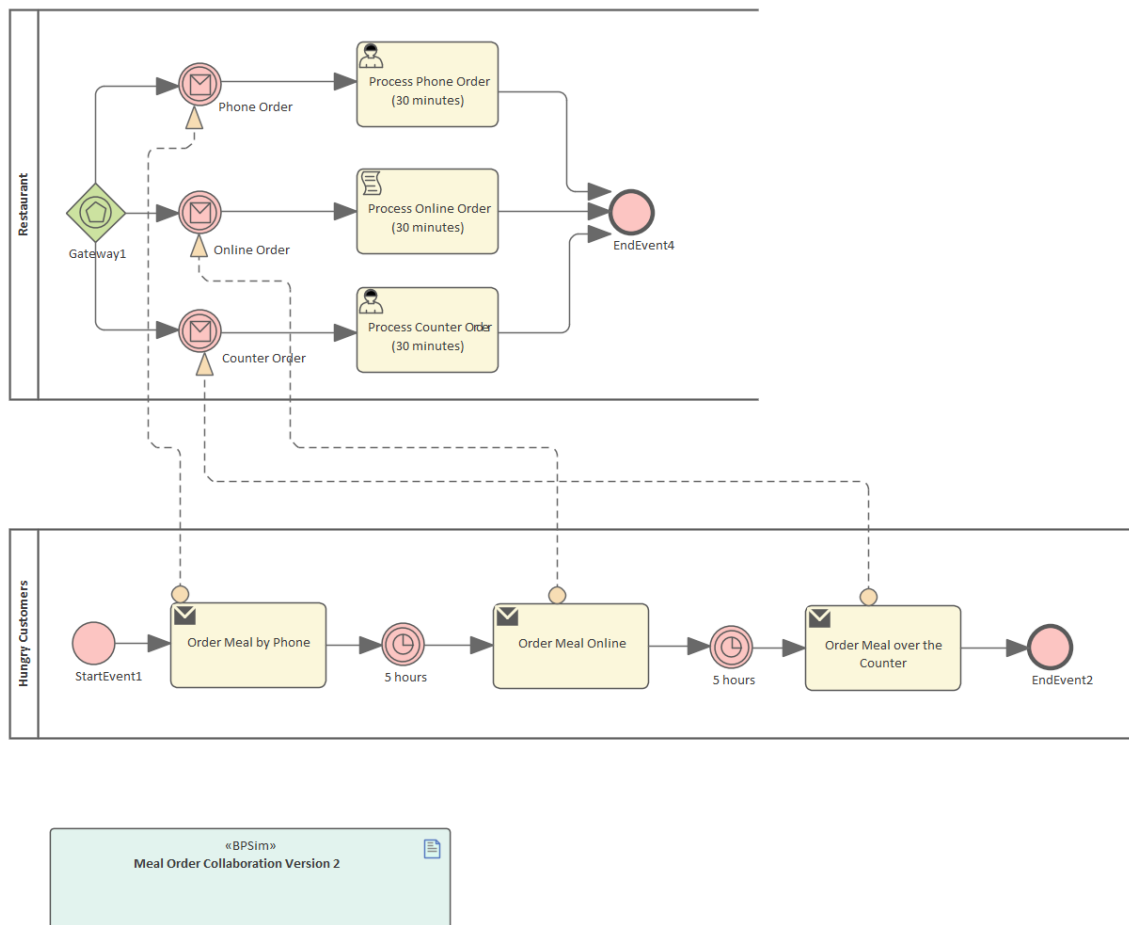 Restaurant
Phone Order
Process Phone Order
(30 minutes)
Gateway1
Online Order
Process Online Order
(30 minutes)
EndEvent4
Counter Order
Process Counter Order
(30 minutes)
Hungry Customers
StartEvent1
Order Meal by Phone
5 hours
Order Meal Online
5 hours
Order Meal over the
Counter
EndEvent2
«BPSim»
Meal Order Collaboration Version 2